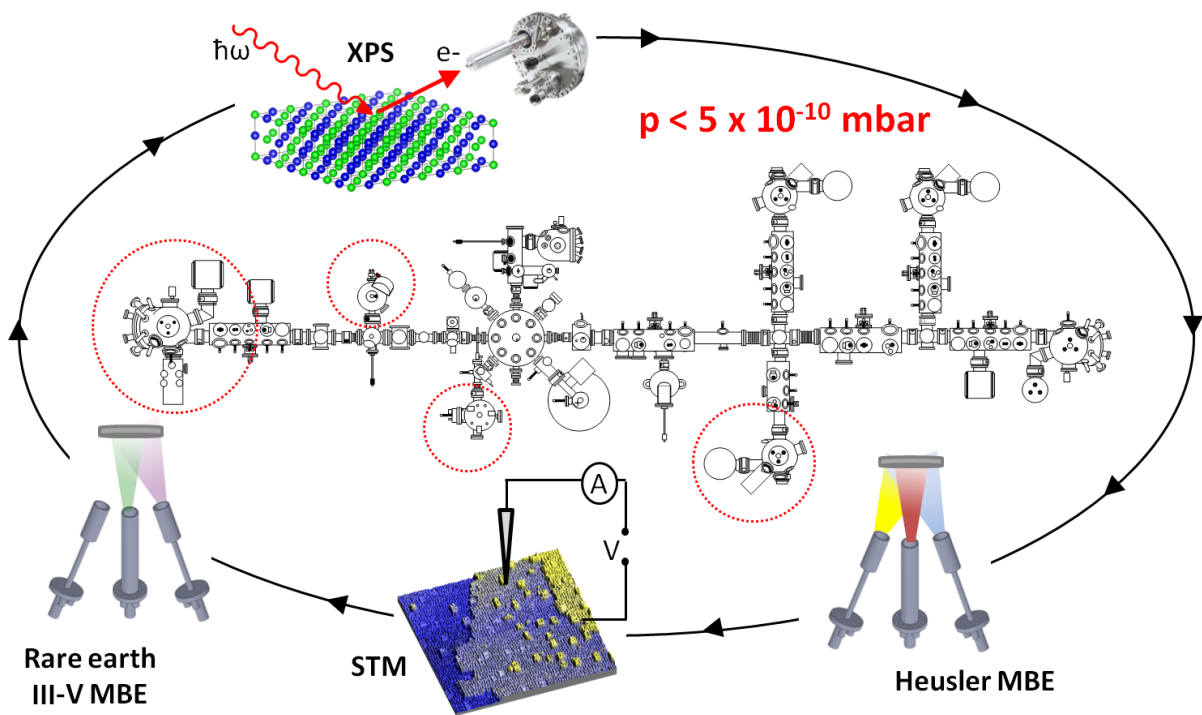 ħω
XPS
e-
p < 5 x 10⁻¹⁰ mbar
A
V
STM
Rare earth
III-V MBE
Heusler MBE